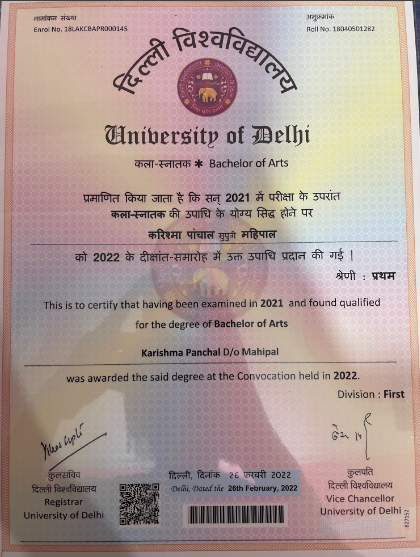 नामांकन संख्या
Enrol No. 18LAKCBAPR000145
अनुक्रमांक
Roll No. 18040501282
दिल्ली विश्वविद्यालय
University of Delhi
कला-स्नातक ✱ Bachelor of Arts
प्रमाणित किया जाता है कि सन् 2021 में परीक्षा के उपरांत
कला-स्नातक की उपाधि के योग्य सिद्ध होने पर
करिश्मा पांचाल सुपुत्री महिपाल
को 2022 के दीक्षांत-समारोह में उक्त उपाधि प्रदान की गई |
श्रेणी : प्रथम
This is to certify that having been examined in 2021 and found qualified
for the degree of Bachelor of Arts
Karishma Panchal D/o Mahipal
was awarded the said degree at the Convocation held in 2022.
Division : First
कुलसचिव
दिल्ली विश्वविद्यालय
Registrar
University of Delhi
दिल्ली, दिनांक 26 फरवरी 2022
Delhi, Dated the 26th February, 2022
कुलपति
दिल्ली विश्वविद्यालय
Vice Chancellor
University of Delhi